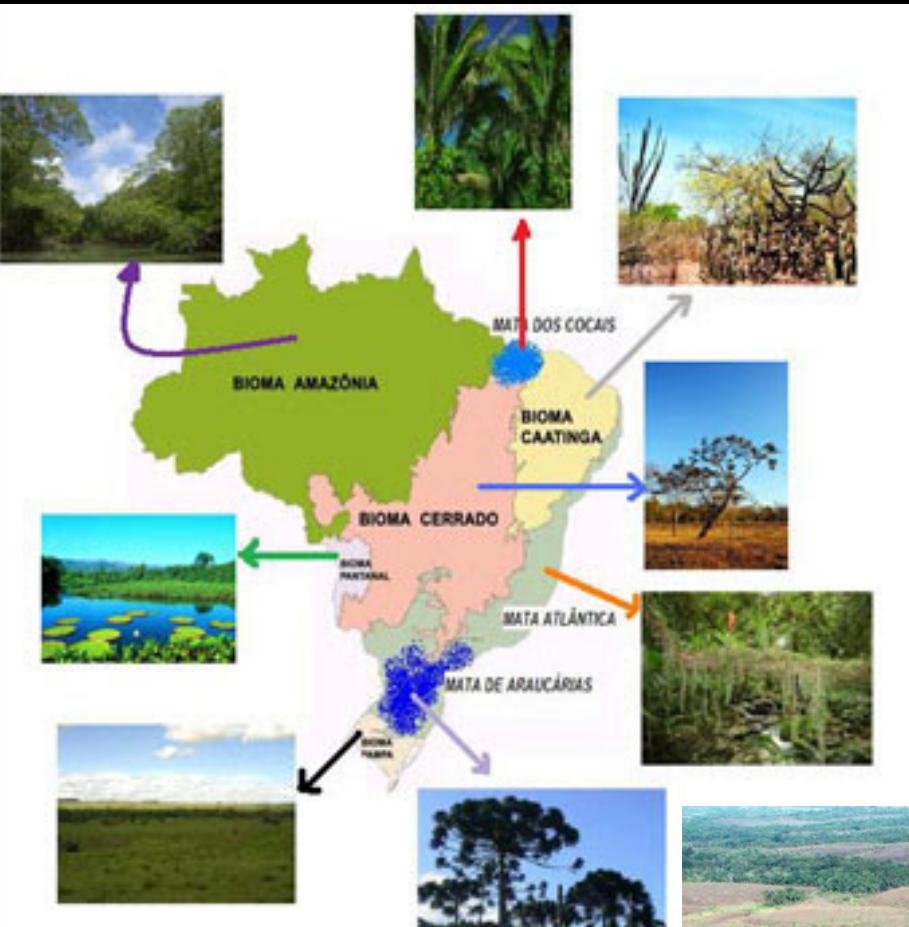 MATA DOS COCAIS
BIOMA AMAZÔNIA
BIOMA
CAATINGA
BIOMA CERRADO
BIOMA
PANTANAL
MATA ATLÂNTICA
MATA DE ARAUCÁRIAS
BIOMA
PAMPA